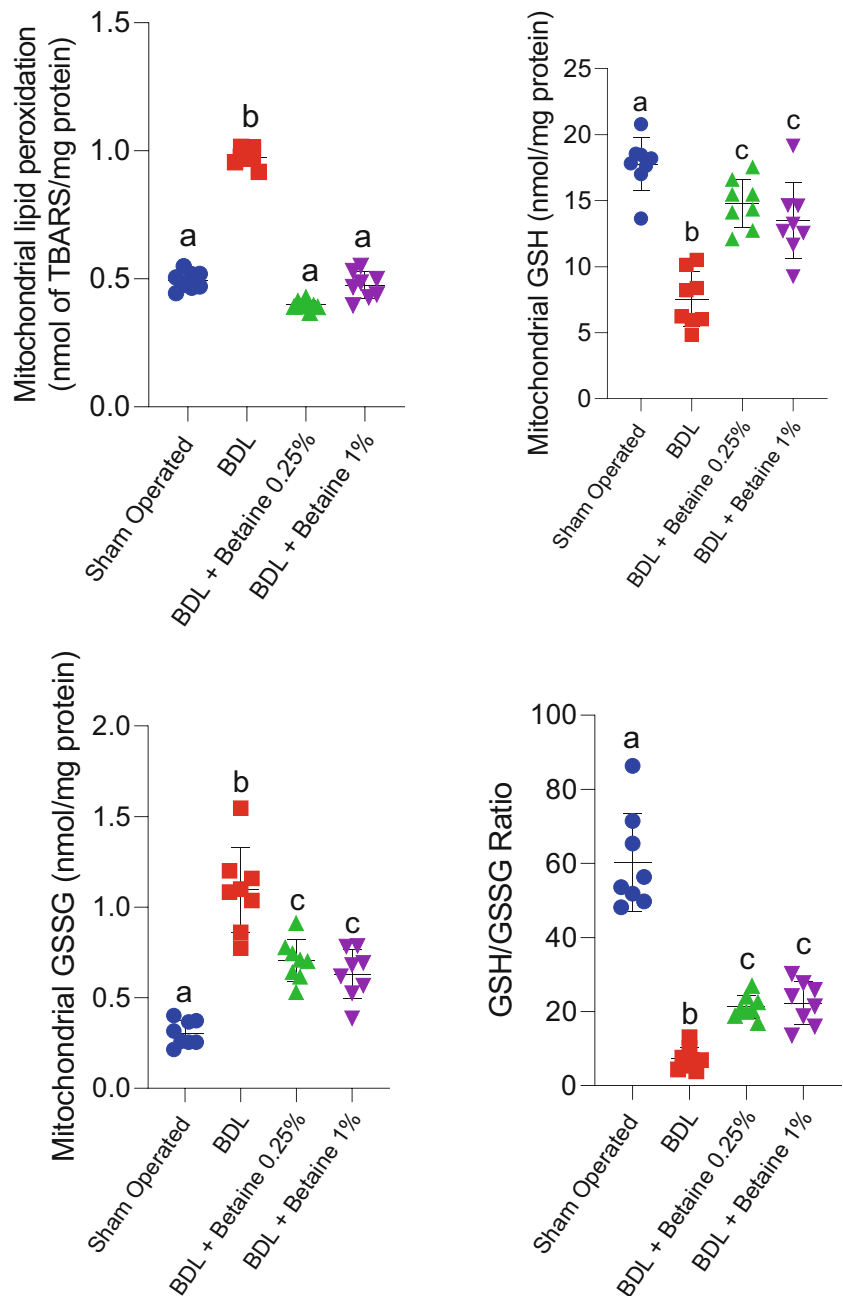 Mitochondrial lipid peroxidation
(nmol of TBARS/mg protein)
1.5
1.0
0.5
0.0
a
b
a
a
Sham Operated
BDL
BDL + Betaine 0.25%
BDL + Betaine 1%
Mitochondrial GSH (nmol/mg protein)
25
20
15
10
5
0
a
b
c
c
Sham Operated
BDL
BDL + Betaine 0.25%
BDL + Betaine 1%
Mitochondrial GSSG (nmol/mg protein)
2.0
1.5
1.0
0.5
0.0
a
b
c
c
Sham Operated
BDL
BDL + Betaine 0.25%
BDL + Betaine 1%
GSH/GSSG Ratio
100
80
60
40
20
0
a
b
c
c
Sham Operated
BDL
BDL + Betaine 0.25%
BDL + Betaine 1%